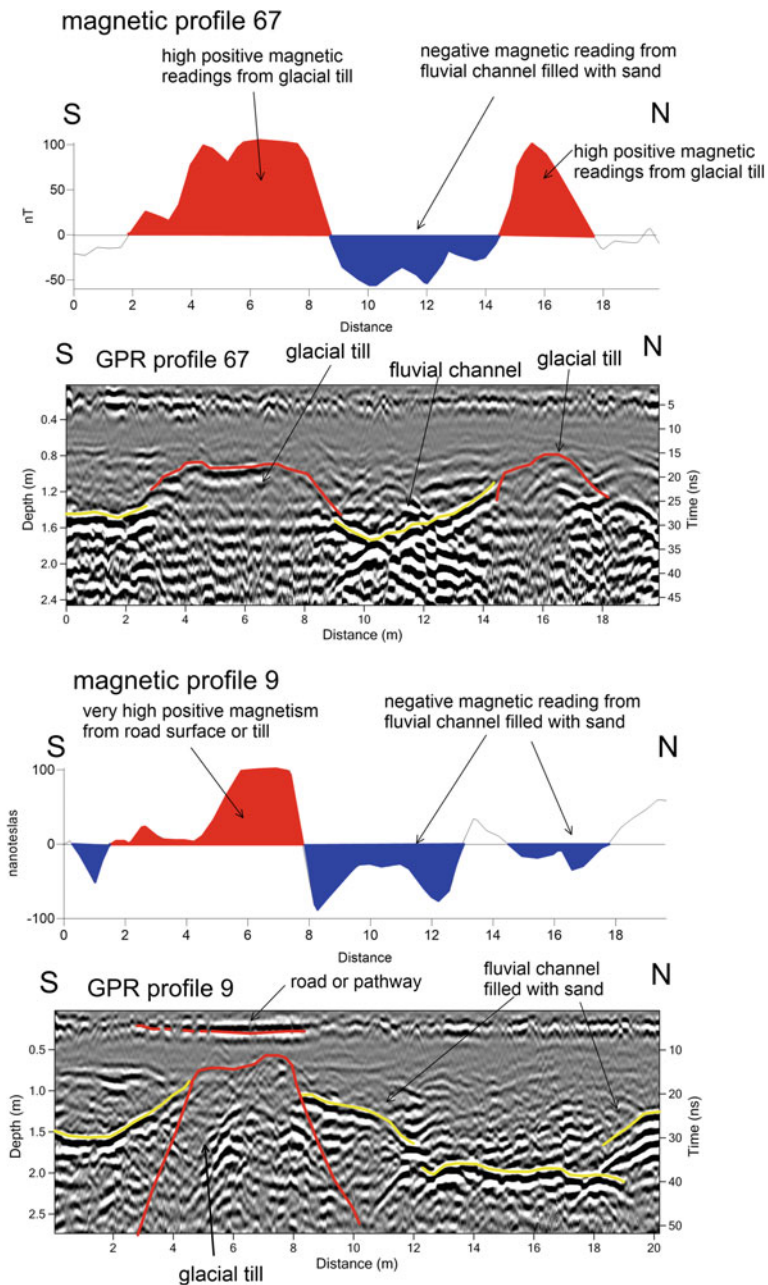 magnetic profile 67
high positive magnetic
readings from glacial till
negative magnetic reading from
fluvial channel filled with sand
S
N
high positive magnetic
readings from glacial till
100
50
0
-50
nT
0 2 4 6 8 10 12 14 16 18
Distance
S
GPR profile 67
glacial till
fluvial channel
glacial till
N
0.4
0.8
1.2
1.6
2.0
2.4
Depth (m)
5
10
15
20
25
30
35
40
45
Time (ns)
0 2 4 6 8 10 12 14 16 18
Distance (m)
magnetic profile 9
very high positive magnetism
from road surface or till
negative magnetic reading from
fluvial channel filled with sand
S
N
100
0
-100
nanoteslas
0 2 4 6 8 10 12 14 16 18
Distance
S
GPR profile 9
road or pathway
fluvial channel
filled with sand
N
0.5
1.0
1.5
2.0
2.5
Depth (m)
10
20
30
40
50
Time (ns)
2 4 6 8 10 12 14 16 18 20
glacial till
Distance (m)